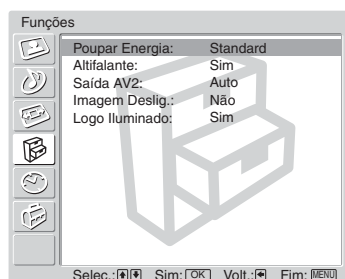 Funções
Poupar Energia: Standard
Altifalante: Sim
Saída AV2: Auto
Imagem Deslig.: Não
Logo Iluminado: Sim
Selec.: Sim: OK Volt.: Fim: MENU